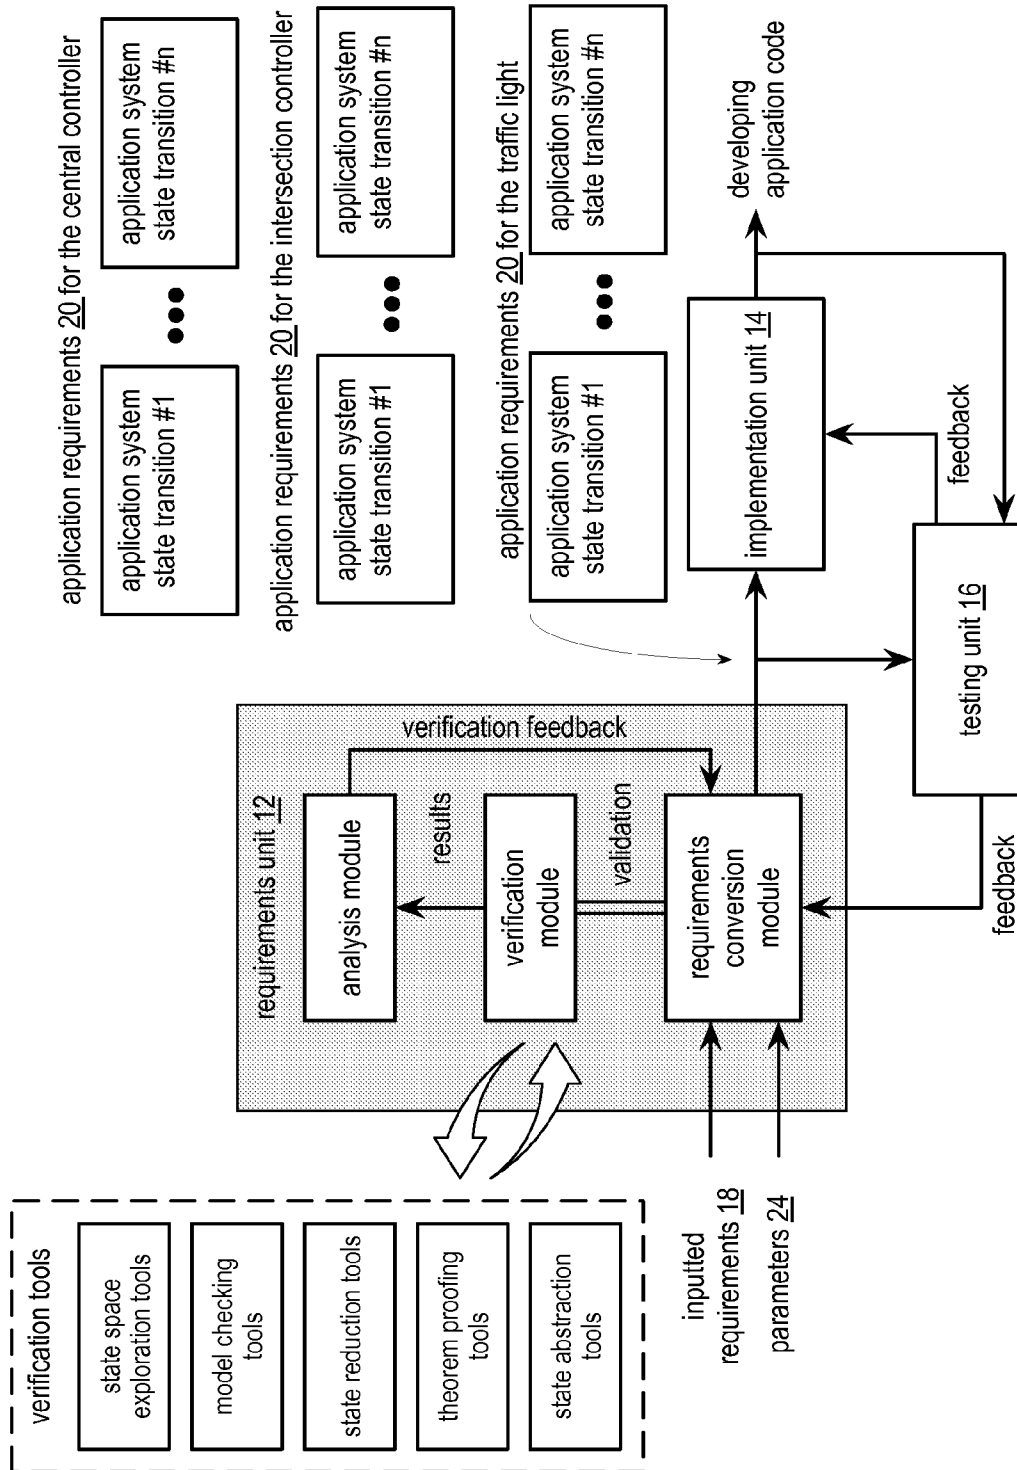 verification tools
state space
exploration tools
model checking
tools
state reduction tools
theorem proofing
tools
state abstraction
tools
inputted
requirements 18
parameters 24
requirements unit 12
analysis module
verification feedback
results
verification
module
validation
requirements
conversion
module
feedback
testing unit 16
feedback
implementation unit 14
developing
application code
application requirements 20 for the central controller
application system
state transition #1
application system
state transition #n
application requirements 20 for the intersection controller
application system
state transition #1
application system
state transition #n
application requirements 20 for the traffic light
application system
state transition #1
application system
state transition #n